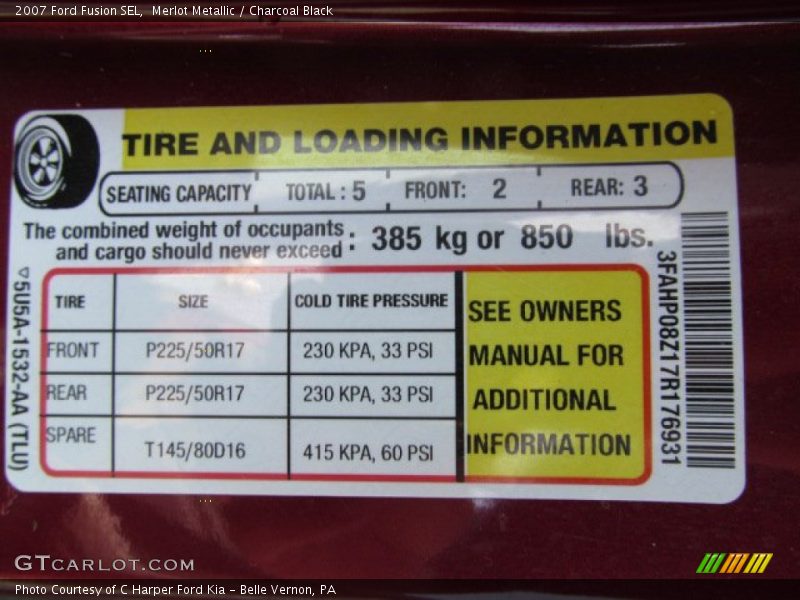 2007 Ford Fusion SEL,  Merlot Metallic / Charcoal Black
TIRE AND LOADING INFORMATION
SEATING CAPACITY TOTAL : 5 FRONT: 2 REAR: 3
The combined weight of occupants
and cargo should never exceed : 385 kg or 850 lbs.
TIRE SIZE COLD TIRE PRESSURE
FRONT P225/50R17 230 KPA, 33 PSI
REAR P225/50R17 230 KPA, 33 PSI
SPARE T145/80D16 415 KPA, 60 PSI
SEE OWNERS
MANUAL FOR
ADDITIONAL
INFORMATION
5U5A-1532-AA (TLU)
3FAHP08Z17R176931
GTCARLOT.COM
Photo Courtesy of C Harper Ford Kia – Belle Vernon, PA